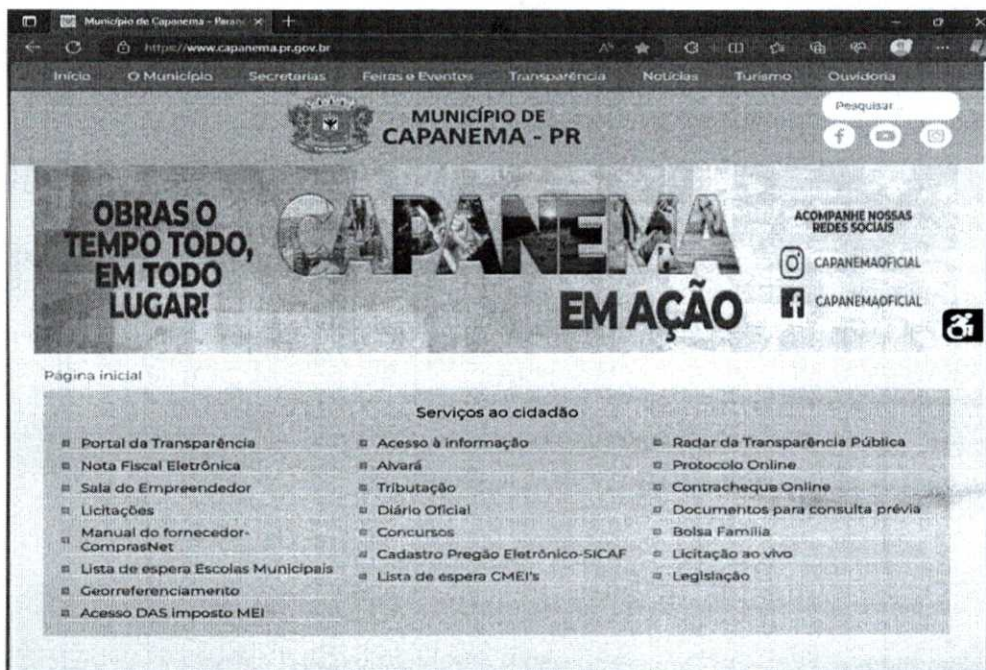 Município de Capanema - Paran
https://www.capanema.pr.gov.br
Início O Município Secretarias Feiras e Eventos Transparência Notícias Turismo Ouvidoria
MUNICÍPIO DE
CAPANEMA - PR
Pesquisar...
OBRAS O
TEMPO TODO,
EM TODO
LUGAR!
CAPANEMA
EM AÇÃO
ACOMPANHE NOSSAS
REDES SOCIAIS
CAPANEMAOFICIAL
CAPANEMAOFICIAL
Página inicial
Serviços ao cidadão
Portal da Transparência
Nota Fiscal Eletrônica
Sala do Empreendedor
Licitações
Manual do fornecedor-
ComprasNet
Lista de espera Escolas Municipais
Georreferenciamento
Acesso DAS imposto MEI
Acesso à informação
Alvará
Tributação
Diário Oficial
Concursos
Cadastro Pregão Eletrônico-SICAF
Lista de espera CMEI's
Radar da Transparência Pública
Protocolo Online
Contracheque Online
Documentos para consulta prévia
Bolsa Família
Licitação ao vivo
Legislação